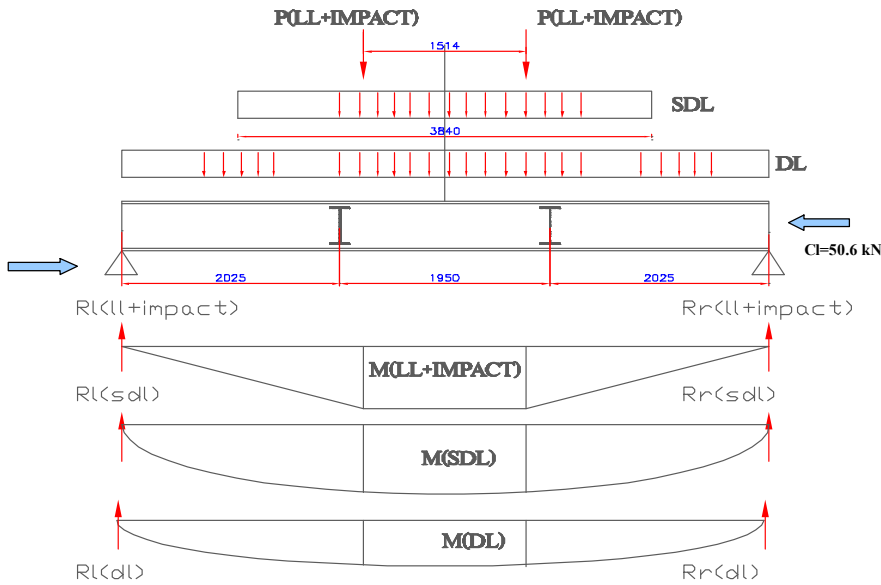 P(LL+IMPACT) P(LL+IMPACT)
1514
SDL
3840
DL
Cl=50.6 kN
2025 1950 2025
Rl(ll+impact) Rr(ll+impact)
M(LL+IMPACT)
Rl(sdl) Rr(sdl)
M(SDL)
M(DL)
Rl(dl) Rr(dl)